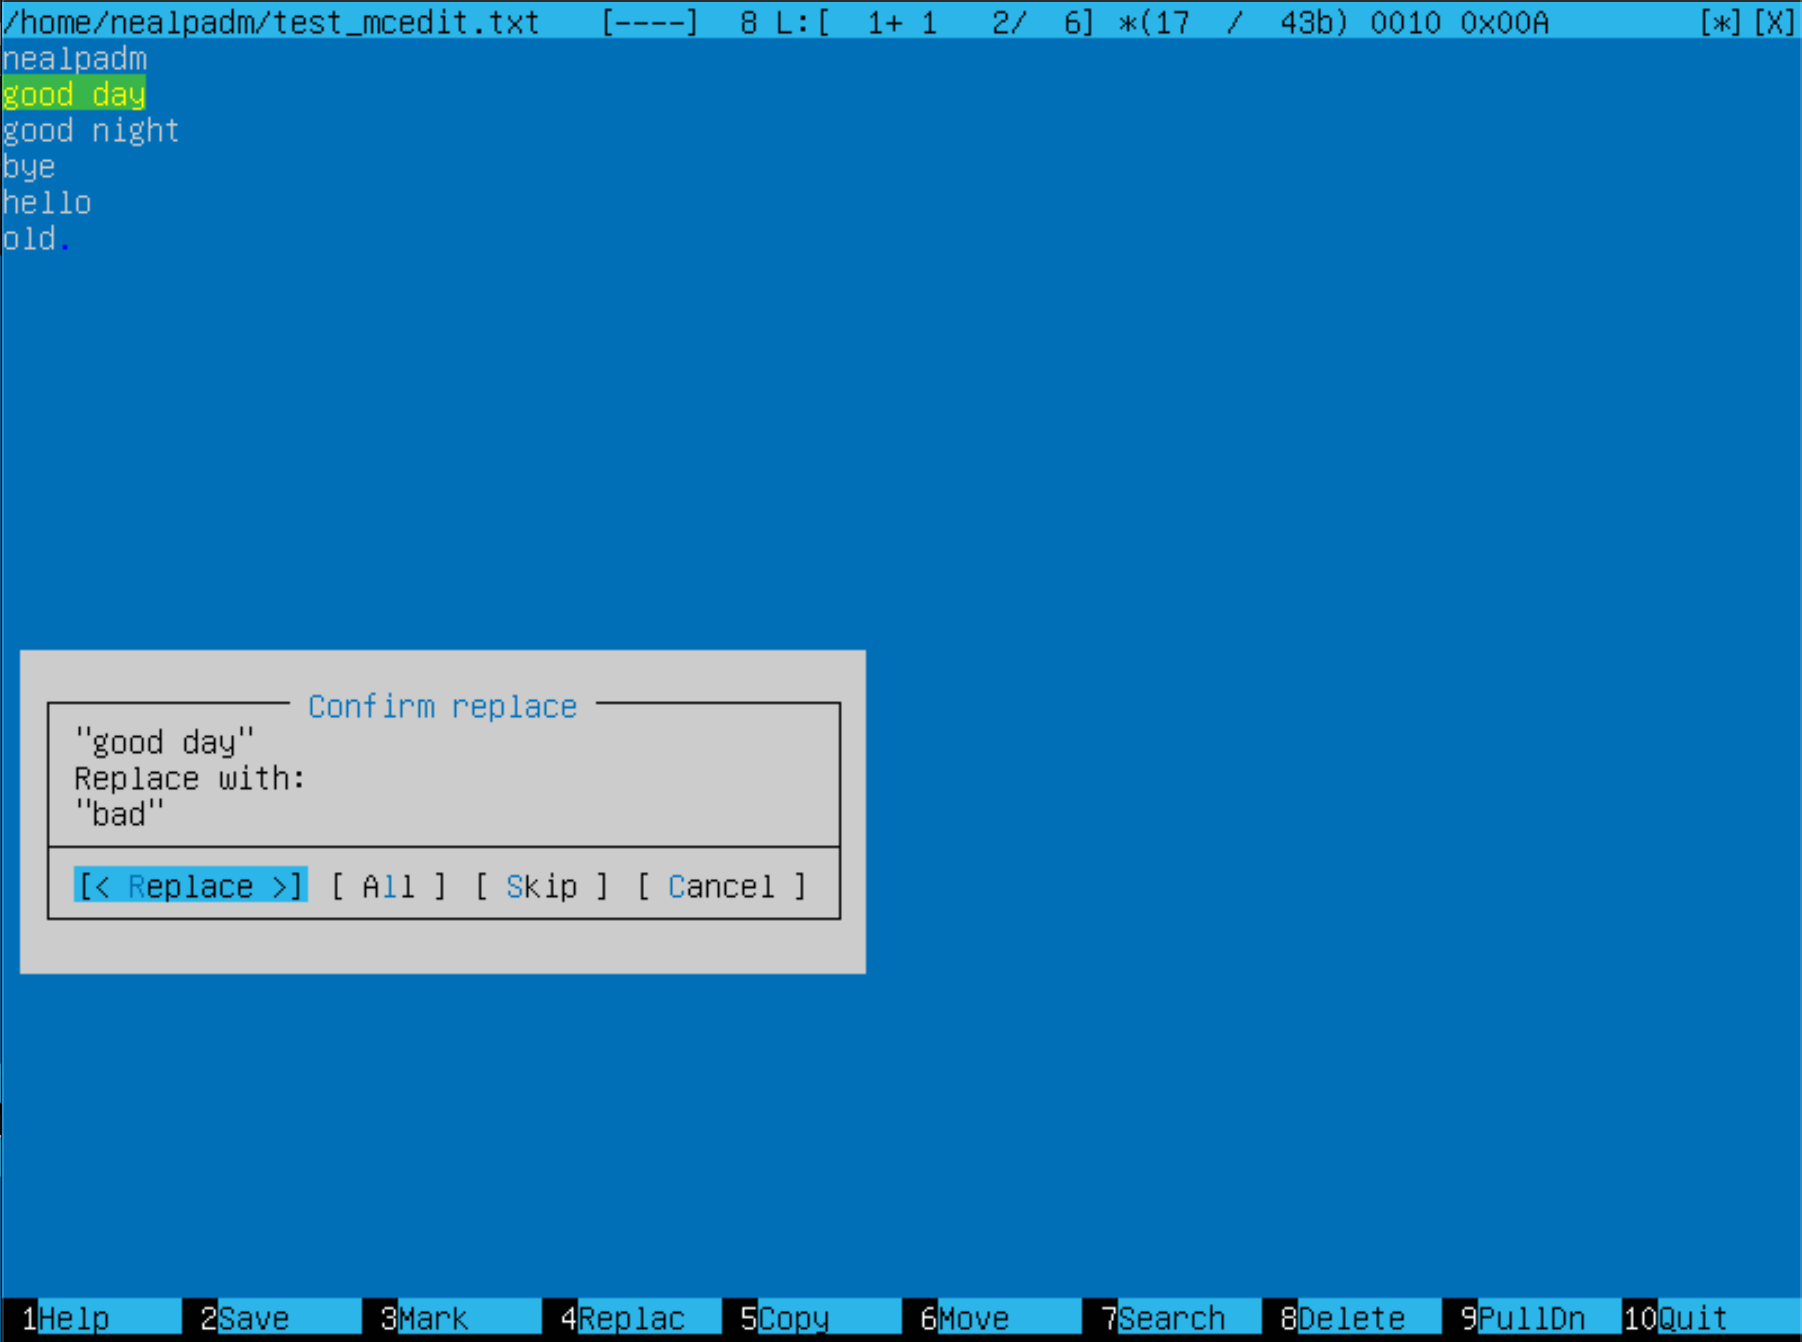 /home/nealpadm/test_mcedit.txt [----] 8 L:[ 1+ 1 2/ 6] *(17 / 43b) 0010 0x00A [*][X]
nealpadm
good day
good night
bye
hello
old.
Confirm replace
"good day"
Replace with:
"bad"
[< Replace >] [ All ] [ Skip ] [ Cancel ]
1Help 2Save 3Mark 4Replac 5Copy 6Move 7Search 8Delete 9PullDn 10Quit